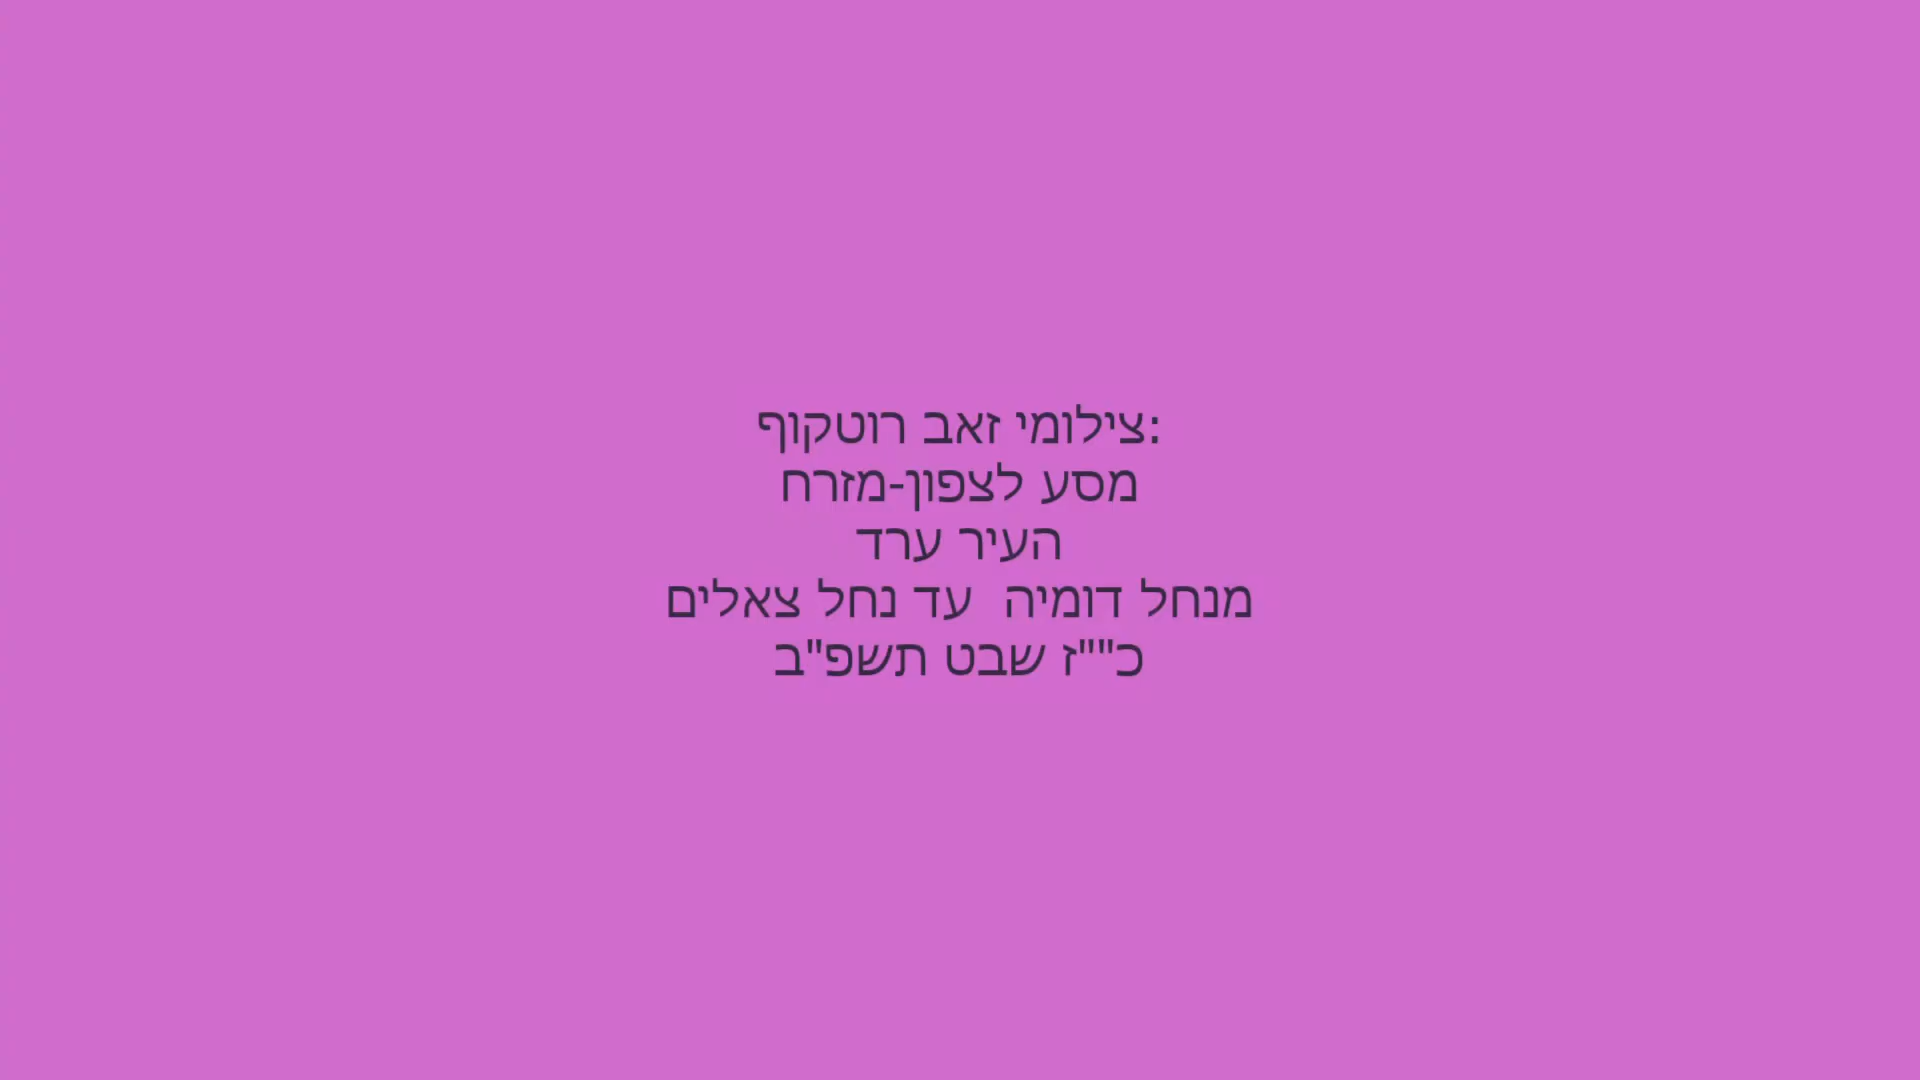 :צילומי זאב רוטקוף
מסע לצפון-מזרח
העיר ערד
מנחל דומיה  עד נחל צאלים
כ""ז שבט תשפ"ב